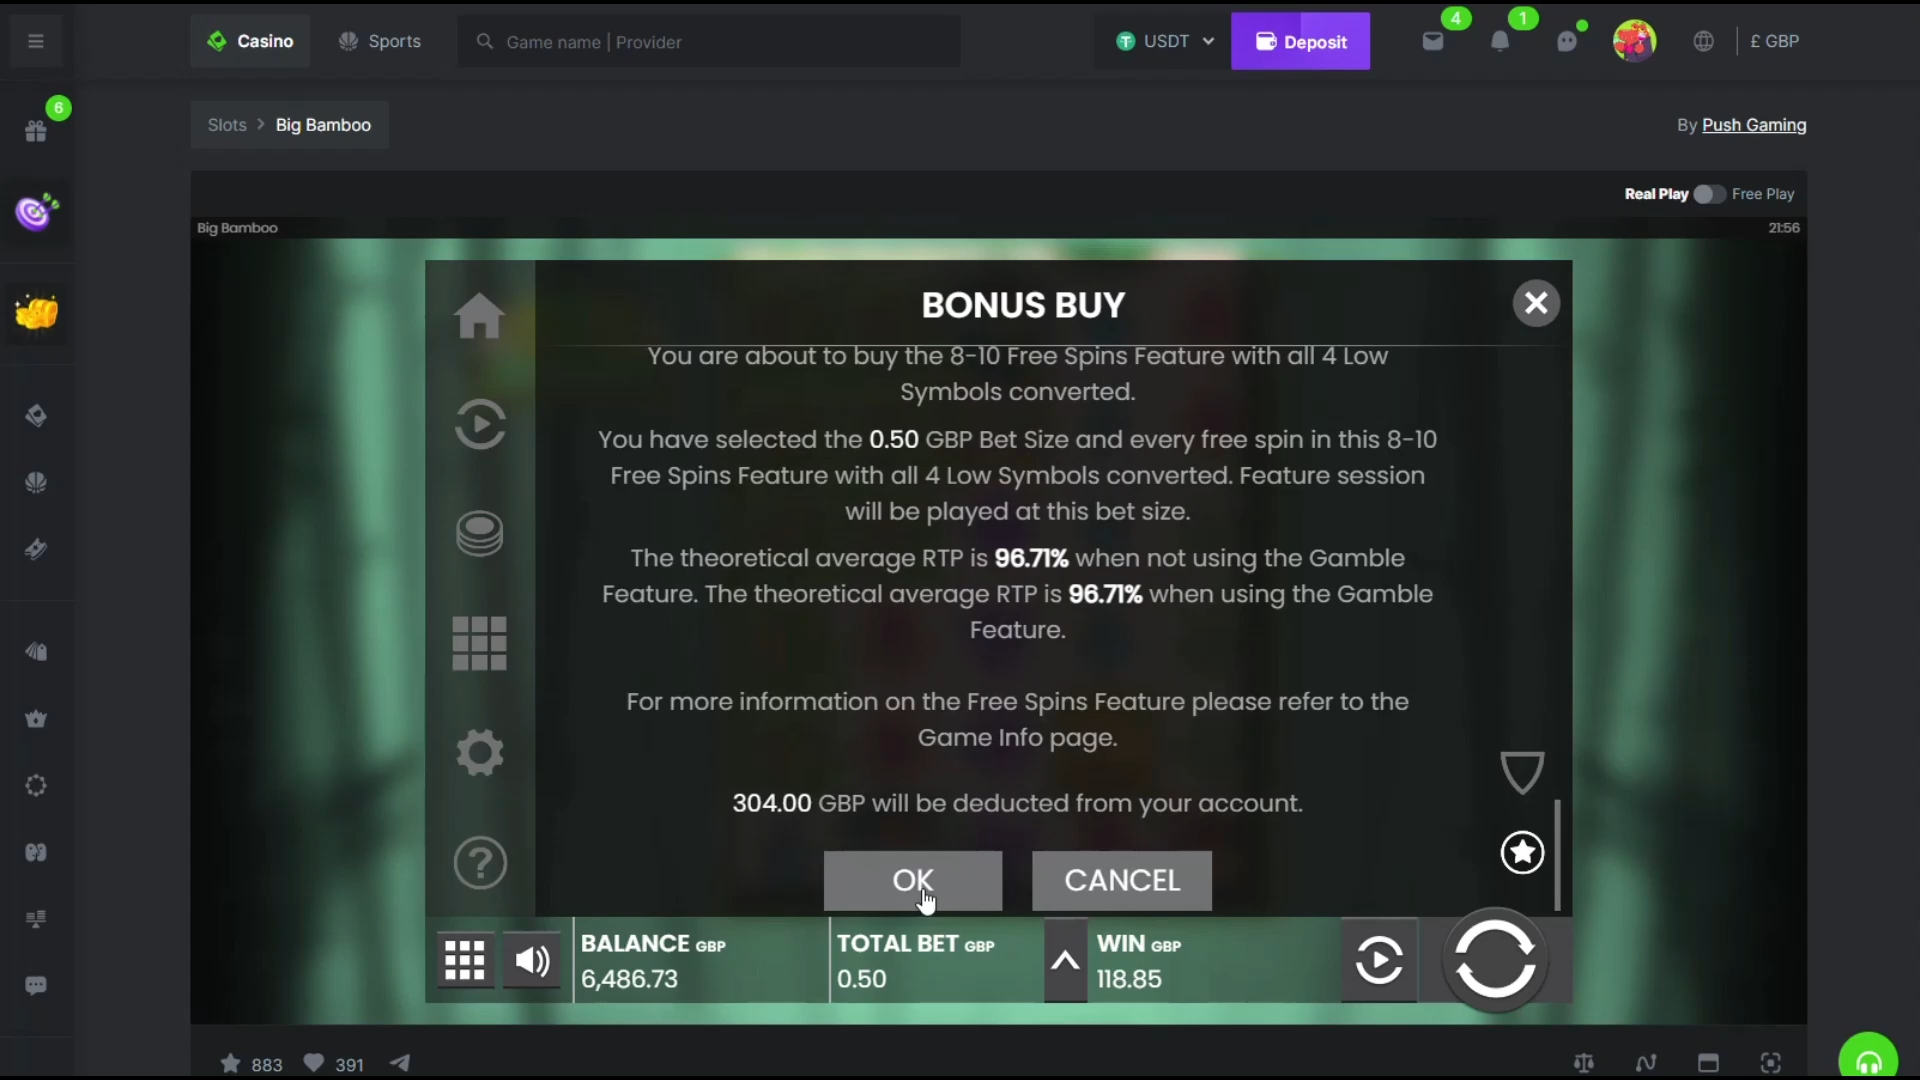 Casino
Sports
Game name | Provider
USDT
Deposit
4
1
£ GBP
6
Slots > Big Bamboo
By Push Gaming
Real Play
Free Play
Big Bamboo
21:56
BONUS BUY
You are about to buy the 8-10 Free Spins Feature with all 4 Low
Symbols converted.
You have selected the 0.50 GBP Bet Size and every free spin in this 8-10
Free Spins Feature with all 4 Low Symbols converted. Feature session
will be played at this bet size.
The theoretical average RTP is 96.71% when not using the Gamble
Feature. The theoretical average RTP is 96.71% when using the Gamble
Feature.
For more information on the Free Spins Feature please refer to the
Game Info page.
304.00 GBP will be deducted from your account.
OK
CANCEL
BALANCE GBP
6,486.73
TOTAL BET GBP
0.50
WIN GBP
118.85
883
391